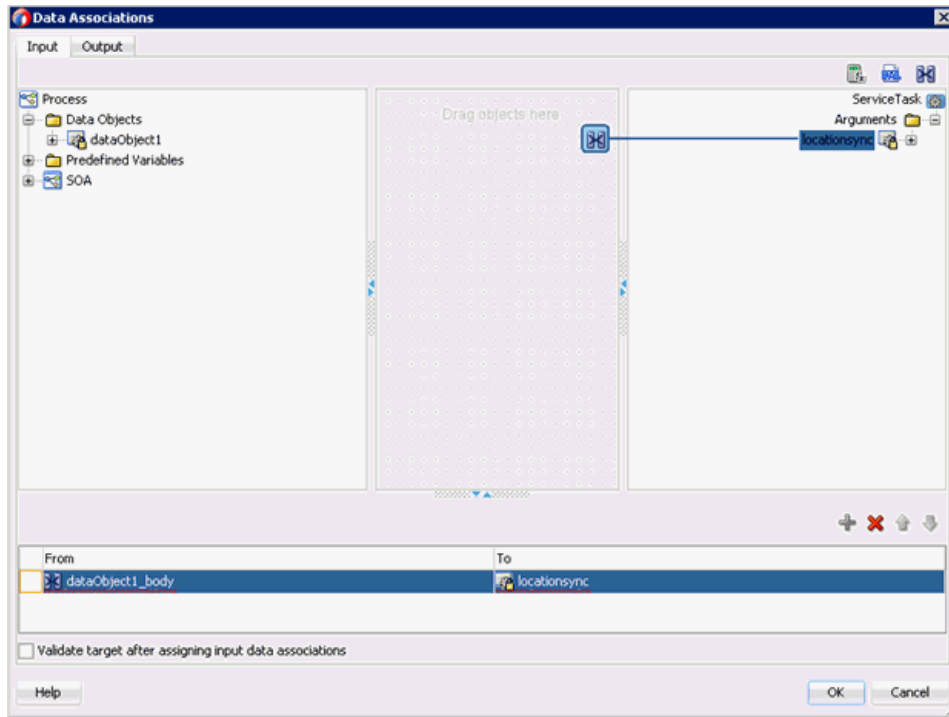 Data Associations
Input Output
Process
Data Objects
dataObject1
Predefined Variables
SOA
Drag objects here
ServiceTask
Arguments
locationsync
From To
dataObject1_body locationsync
Validate target after assigning input data associations
Help OK Cancel